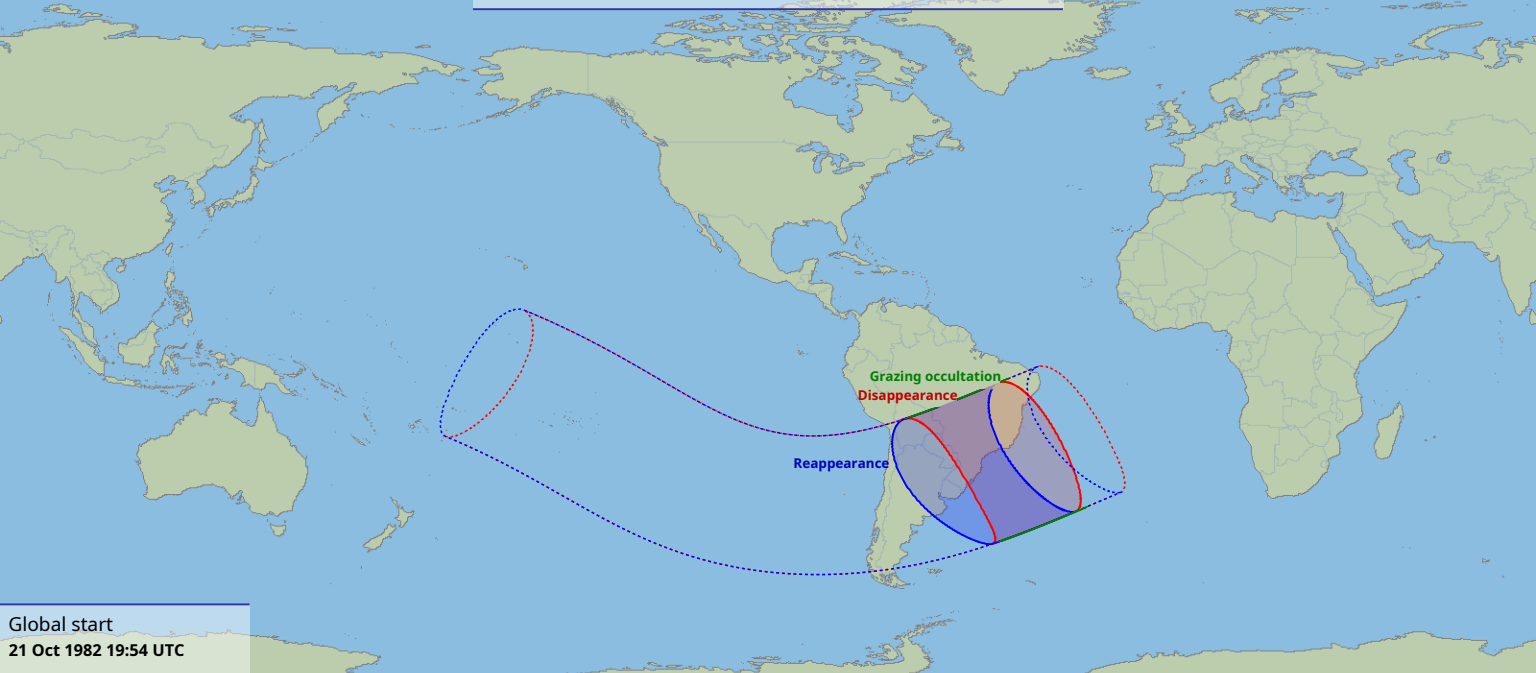 Grazing occultation
Disappearance
Reappearance
Global start
21 Oct 1982 19:54 UTC